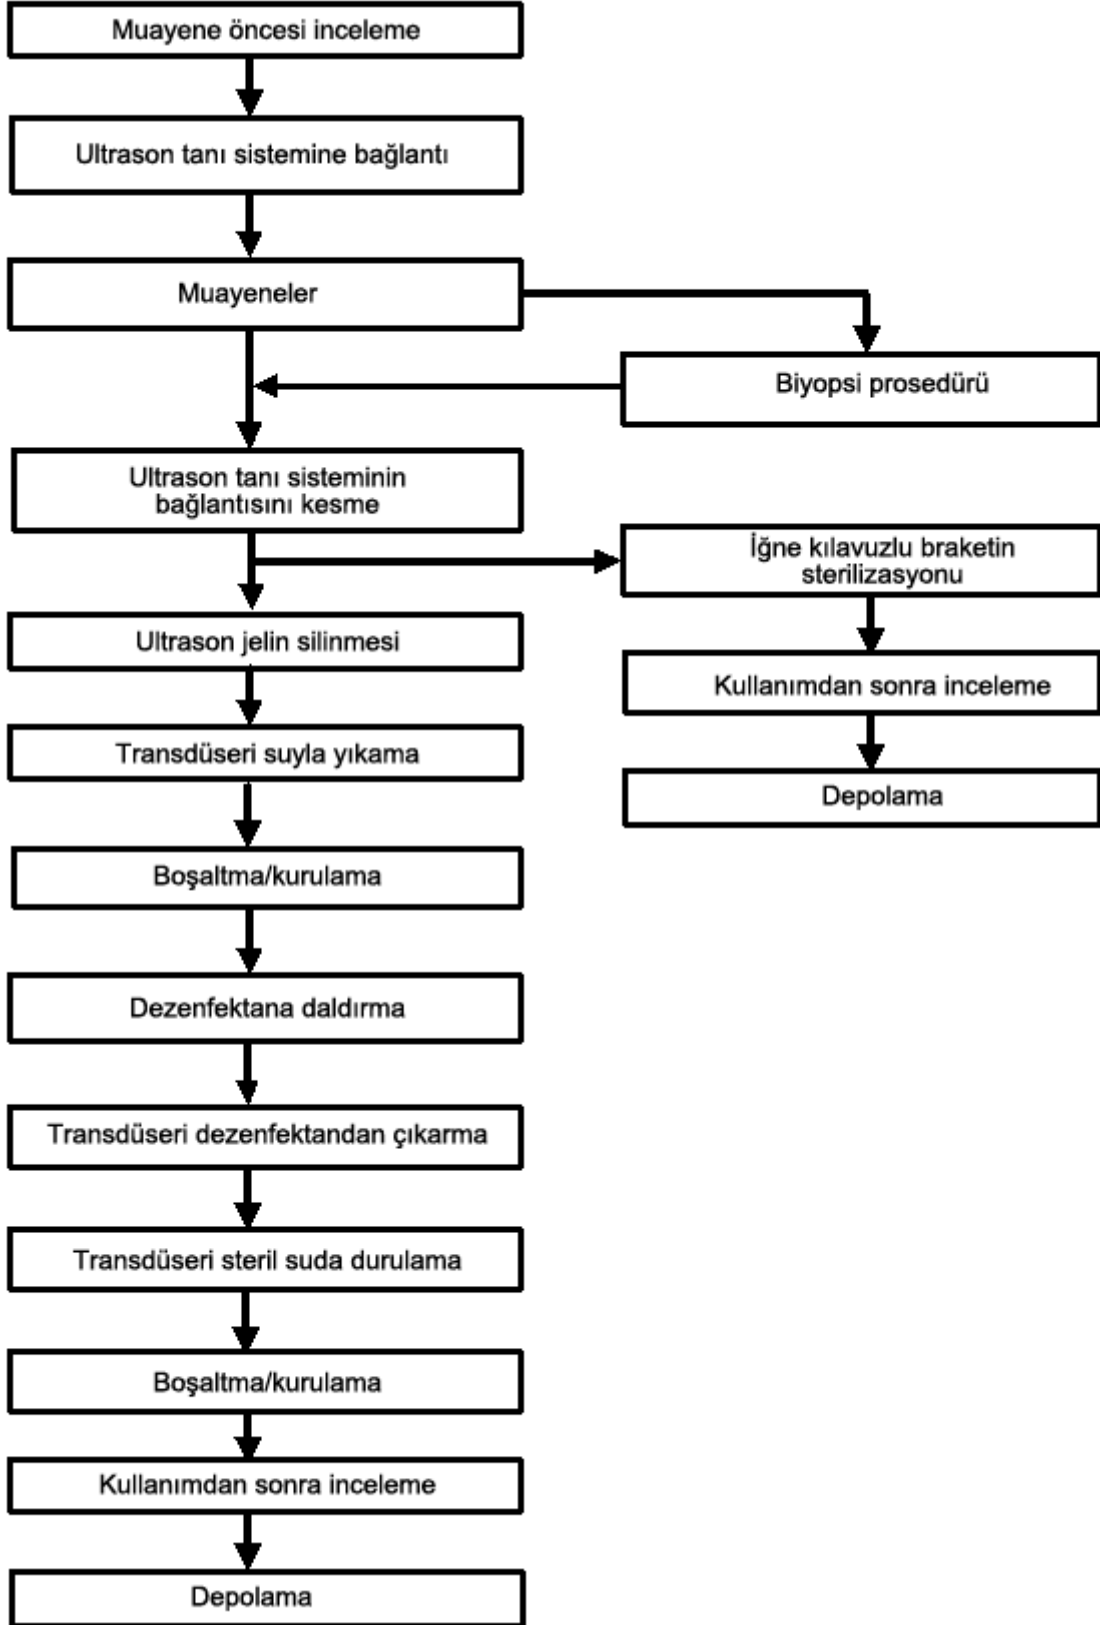 Muayene öncesi inceleme
Ultrason tanı sistemine bağlantı
Muayeneler
Biyopsi prosedürü
Ultrason tanı sisteminin
bağlantısını kesme
İğne kılavuzlu braketin
sterilizasyonu
Ultrason jelin silinmesi
Kullanımdan sonra inceleme
Transdüseri suyla yıkama
Depolama
Boşaltma/kurulama
Dezenfektana daldırma
Transdüseri dezenfektandan çıkarma
Transdüseri steril suda durulama
Boşaltma/kurulama
Kullanımdan sonra inceleme
Depolama